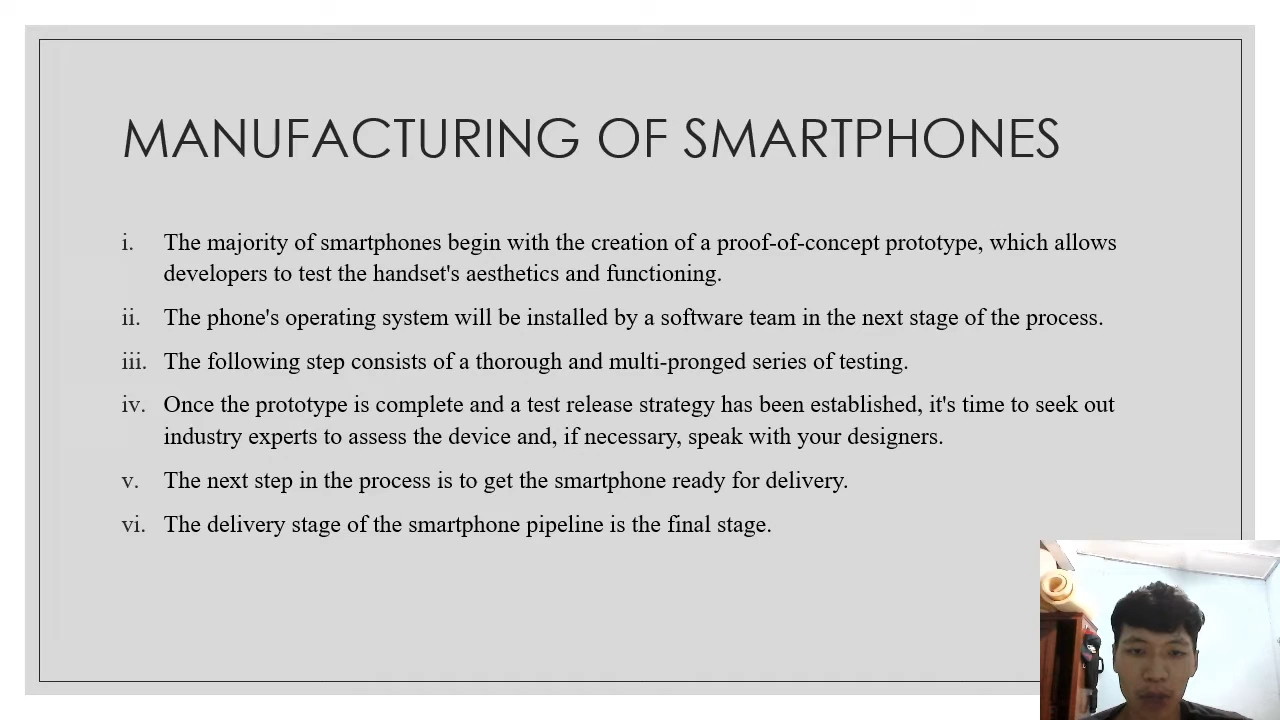 MANUFACTURING OF SMARTPHONES
i. The majority of smartphones begin with the creation of a proof-of-concept prototype, which allows
developers to test the handset's aesthetics and functioning.
ii. The phone's operating system will be installed by a software team in the next stage of the process.
iii. The following step consists of a thorough and multi-pronged series of testing.
iv. Once the prototype is complete and a test release strategy has been established, it's time to seek out
industry experts to assess the device and, if necessary, speak with your designers.
v. The next step in the process is to get the smartphone ready for delivery.
vi. The delivery stage of the smartphone pipeline is the final stage.